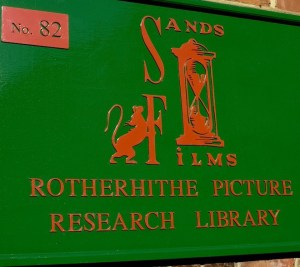 No. 82
SANDS
FiLMS
ROTHERHITHE PICTURE
RESEARCH LIBRARY